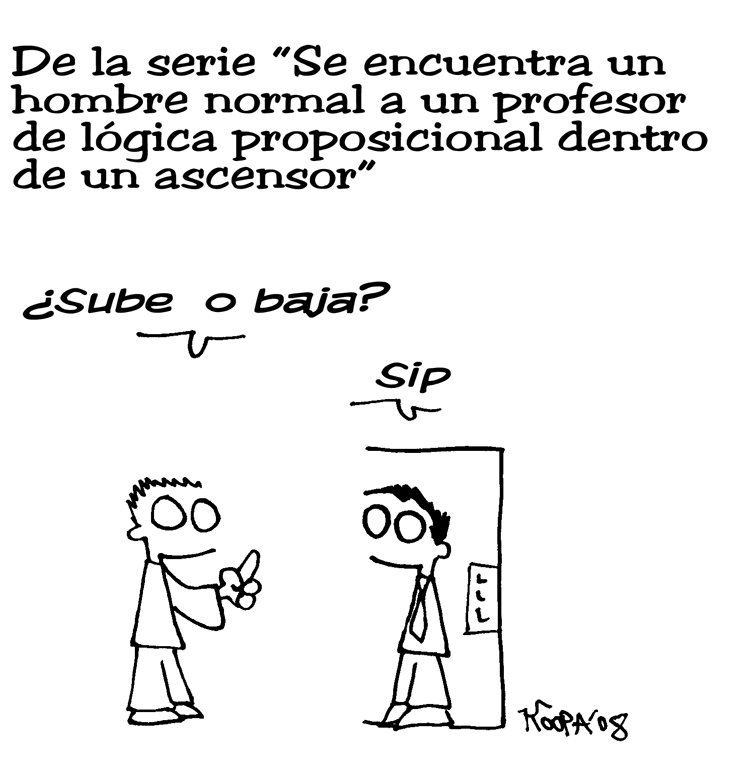 De la serie "Se encuentra un
hombre normal a un profesor
de lógica proposicional dentro
de un ascensor"
¿Sube o baja?
Sip
KOOPA'08